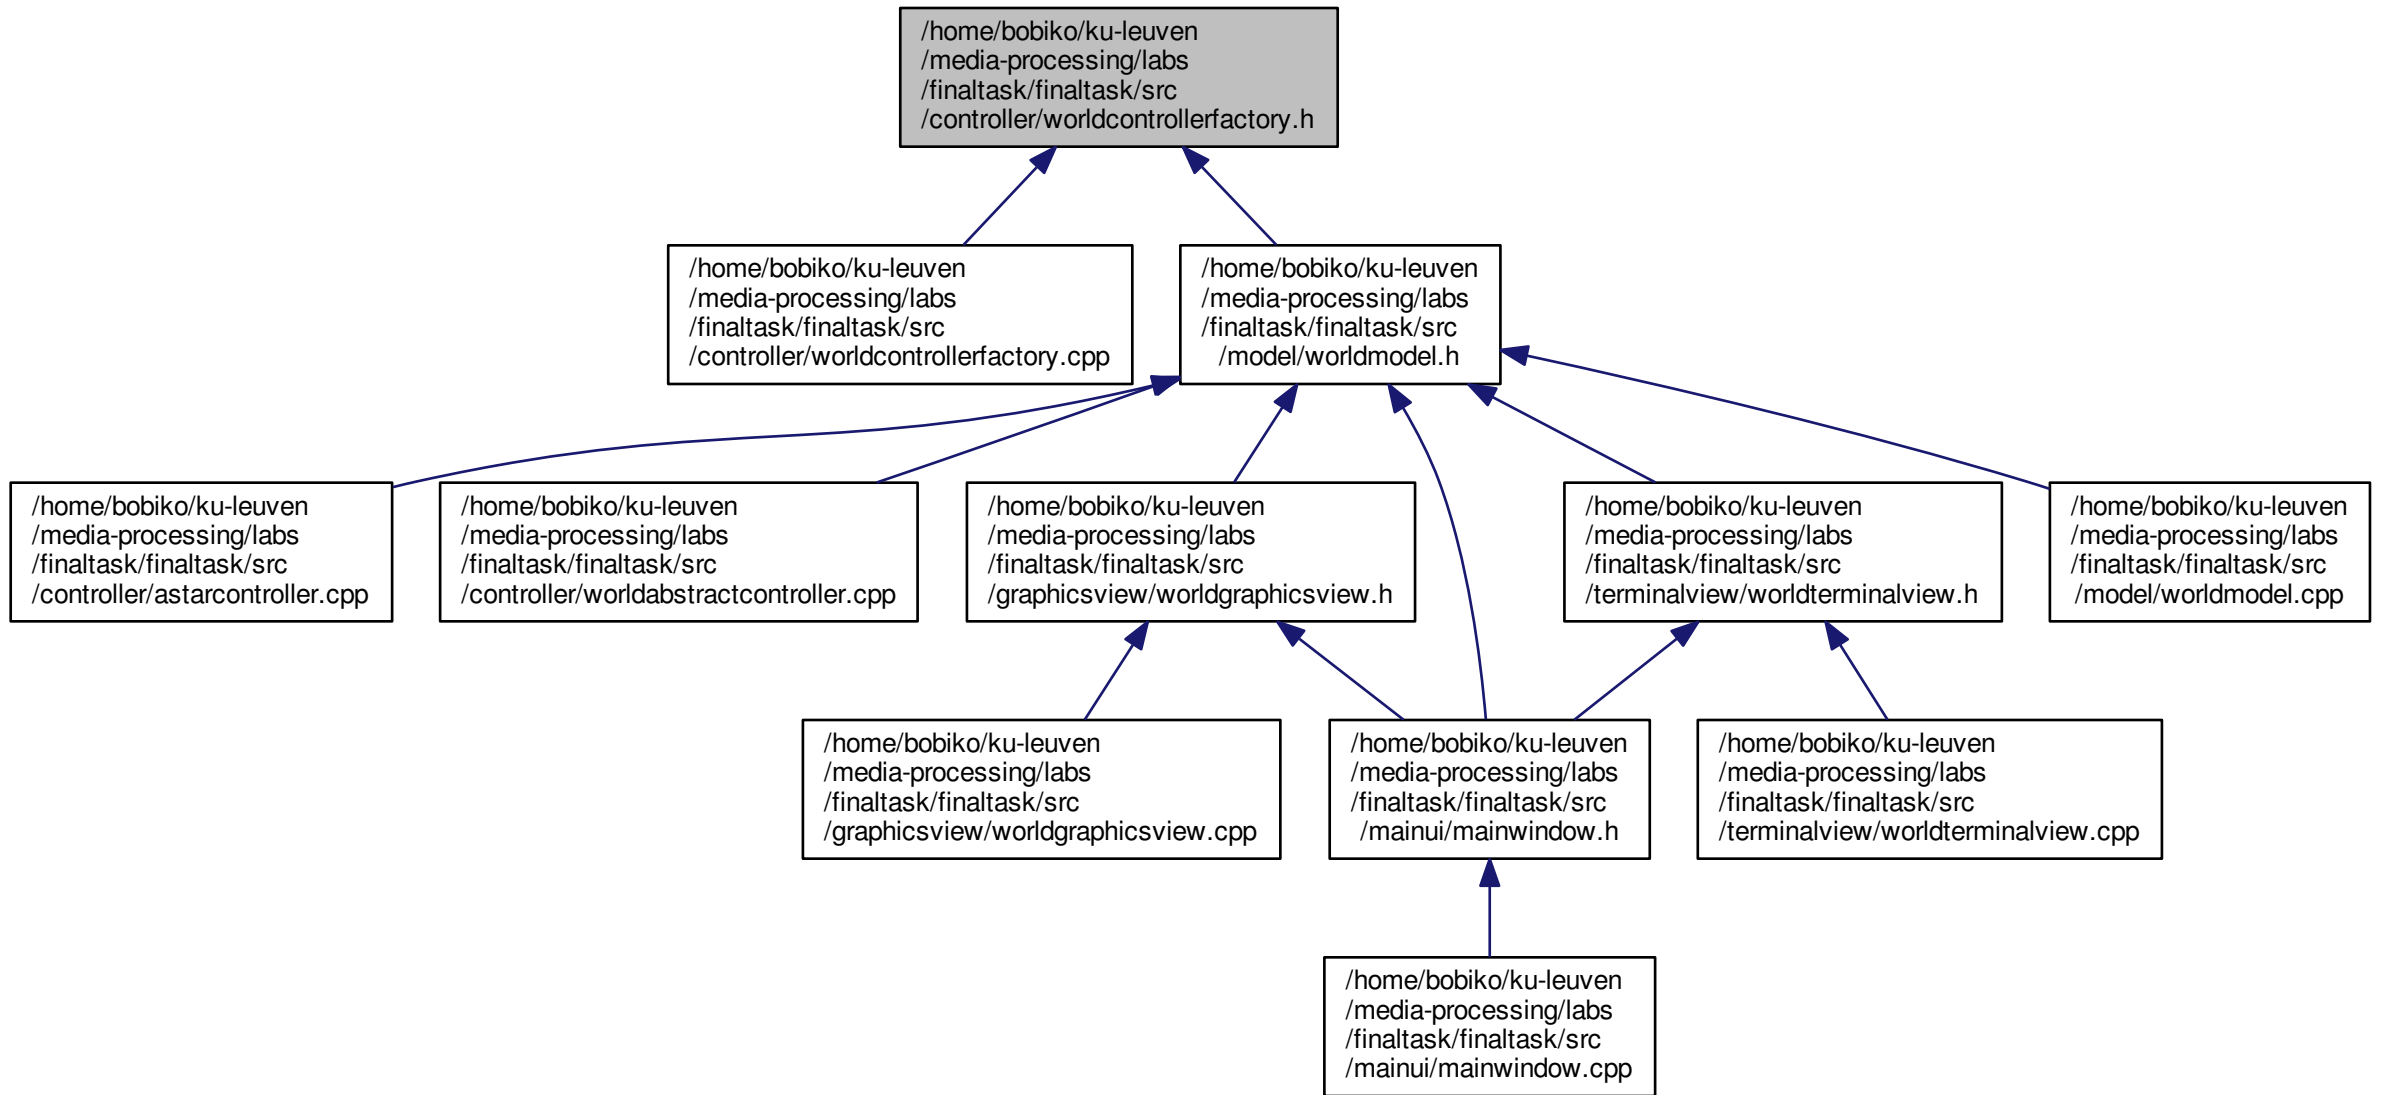 /home/bobiko/ku-leuven
/media-processing/labs
/finaltask/finaltask/src
/controller/worldcontrollerfactory.h
/home/bobiko/ku-leuven
/media-processing/labs
/finaltask/finaltask/src
/controller/worldcontrollerfactory.cpp
/home/bobiko/ku-leuven
/media-processing/labs
/finaltask/finaltask/src
/model/worldmodel.h
/home/bobiko/ku-leuven
/media-processing/labs
/finaltask/finaltask/src
/controller/astarcontroller.cpp
/home/bobiko/ku-leuven
/media-processing/labs
/finaltask/finaltask/src
/controller/worldabstractcontroller.cpp
/home/bobiko/ku-leuven
/media-processing/labs
/finaltask/finaltask/src
/graphicsview/worldgraphicsview.h
/home/bobiko/ku-leuven
/media-processing/labs
/finaltask/finaltask/src
/terminalview/worldterminalview.h
/home/bobiko/ku-leuven
/media-processing/labs
/finaltask/finaltask/src
/model/worldmodel.cpp
/home/bobiko/ku-leuven
/media-processing/labs
/finaltask/finaltask/src
/graphicsview/worldgraphicsview.cpp
/home/bobiko/ku-leuven
/media-processing/labs
/finaltask/finaltask/src
/mainui/mainwindow.h
/home/bobiko/ku-leuven
/media-processing/labs
/finaltask/finaltask/src
/terminalview/worldterminalview.cpp
/home/bobiko/ku-leuven
/media-processing/labs
/finaltask/finaltask/src
/mainui/mainwindow.cpp